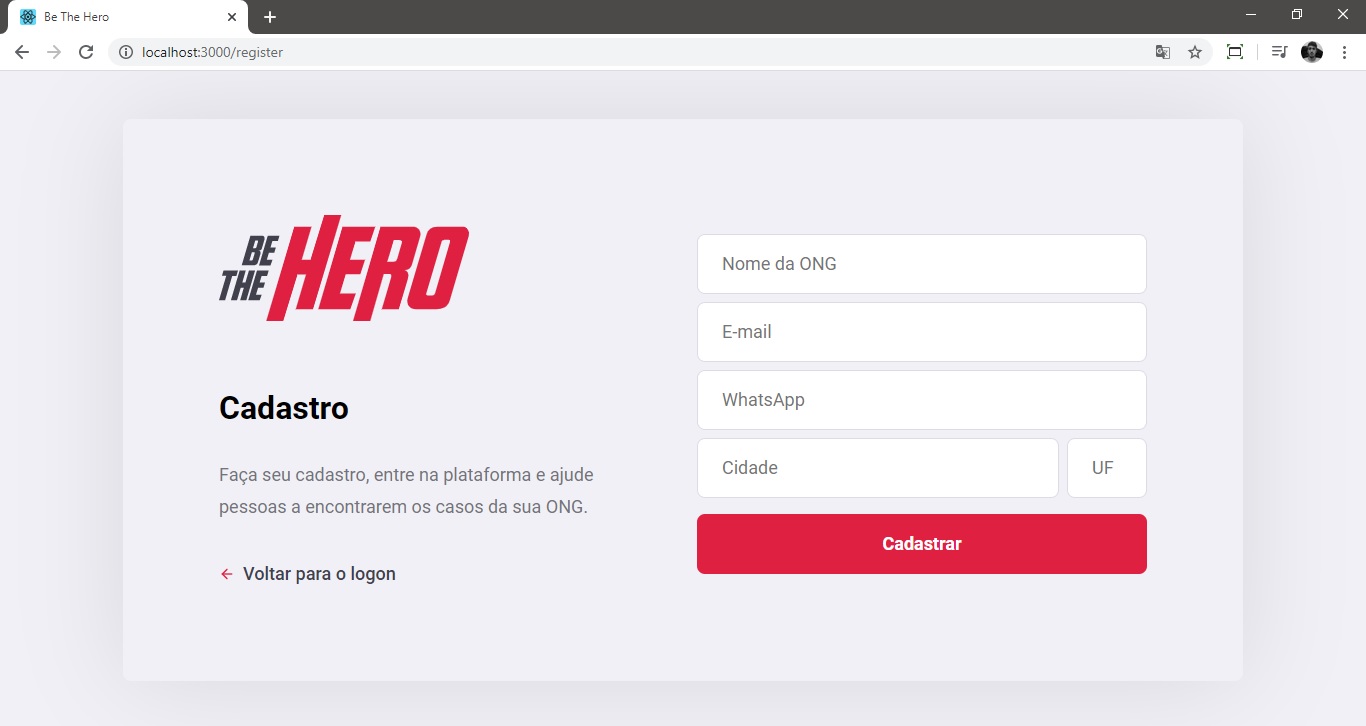 Be The Hero
localhost:3000/register
BE
THE
HERO
Cadastro
Faça seu cadastro, entre na plataforma e ajude
pessoas a encontrarem os casos da sua ONG.
Voltar para o logon
Nome da ONG
E-mail
WhatsApp
Cidade
UF
Cadastrar